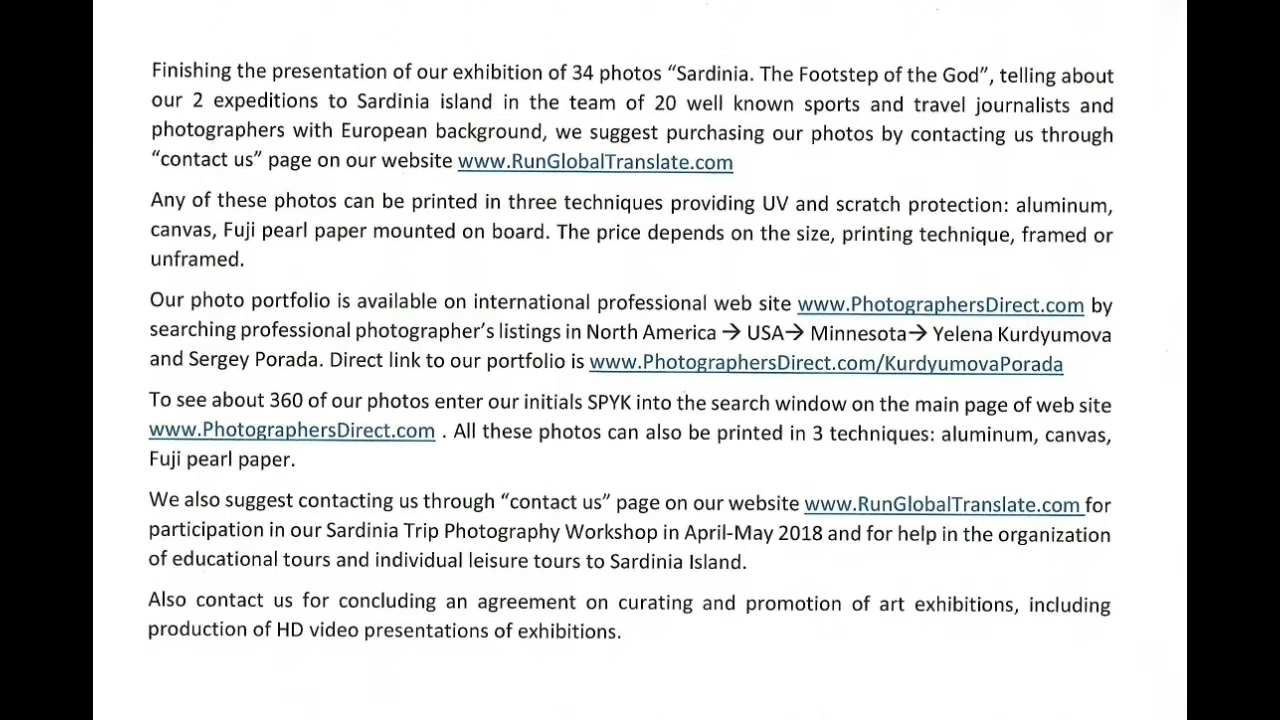 Finishing the presentation of our exhibition of 34 photos “Sardinia. The Footstep of the God”, telling about
our 2 expeditions to Sardinia island in the team of 20 well known sports and travel journalists and
photographers with European background, we suggest purchasing our photos by contacting us through
“contact us” page on our website www.RunGlobalTranslate.com
Any of these photos can be printed in three techniques providing UV and scratch protection: aluminum,
canvas, Fuji pearl paper mounted on board. The price depends on the size, printing technique, framed or
unframed.
Our photo portfolio is available on international professional web site www.PhotographersDirect.com by
searching professional photographer’s listings in North America → USA→ Minnesota→ Yelena Kurdyumova
and Sergey Porada. Direct link to our portfolio is www.PhotographersDirect.com/KurdyumovaPorada
To see about 360 of our photos enter our initials SPYK into the search window on the main page of web site
www.PhotographersDirect.com . All these photos can also be printed in 3 techniques: aluminum, canvas,
Fuji pearl paper.
We also suggest contacting us through “contact us” page on our website www.RunGlobalTranslate.com for
participation in our Sardinia Trip Photography Workshop in April-May 2018 and for help in the organization
of educational tours and individual leisure tours to Sardinia Island.
Also contact us for concluding an agreement on curating and promotion of art exhibitions, including
production of HD video presentations of exhibitions.